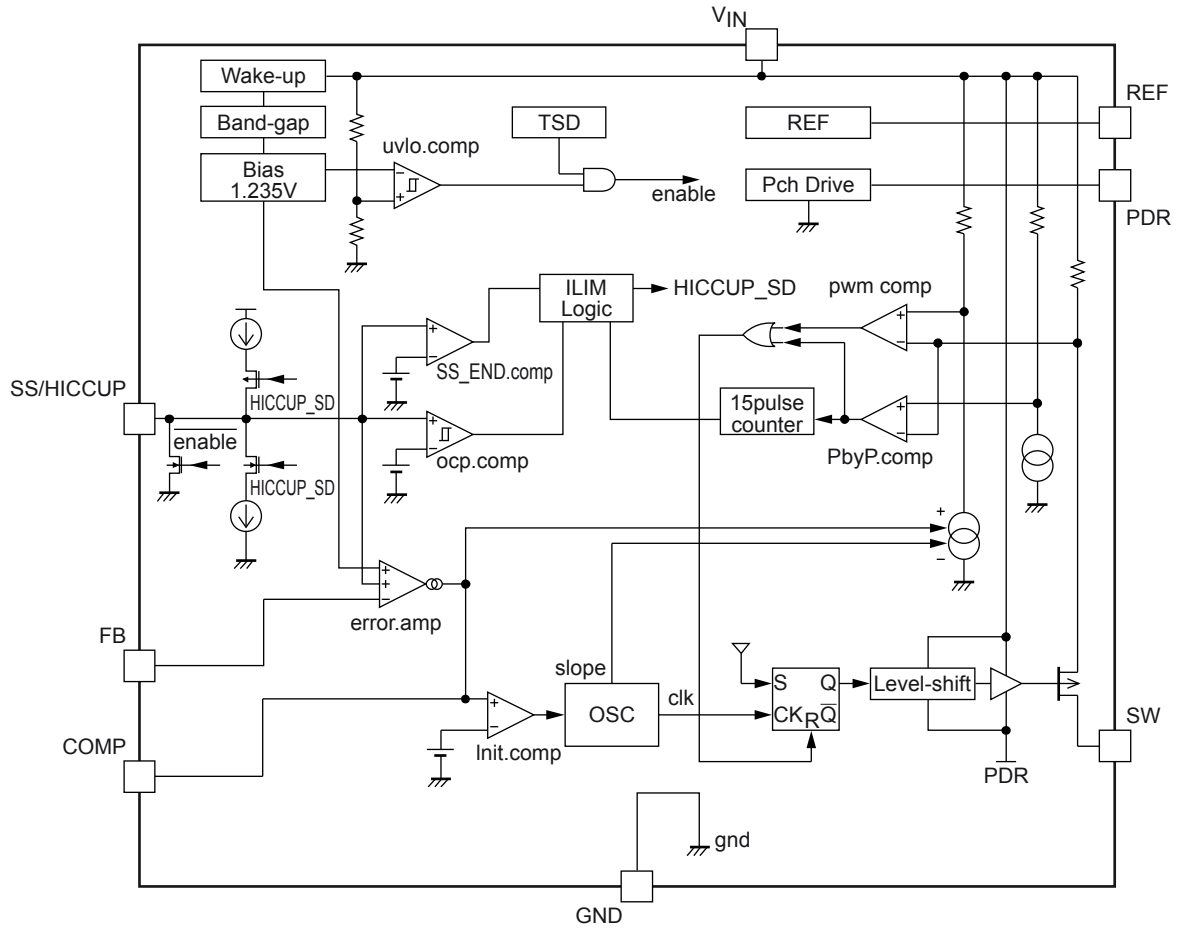 VIN
Wake-up
Band-gap
Bias
1.235V
uvlo.comp
TSD
enable
REF
REF
Pch Drive
PDR
ILIM
Logic
HICCUP_SD
pwm comp
SS_END.comp
SS/HICCUP
HICCUP_SD
enable
HICCUP_SD
ocp.comp
15pulse
counter
PbyP.comp
error.amp
FB
slope
S Q
CK R Q
Level-shift
OSC
clk
SW
COMP
Init.comp
PDR
gnd
GND